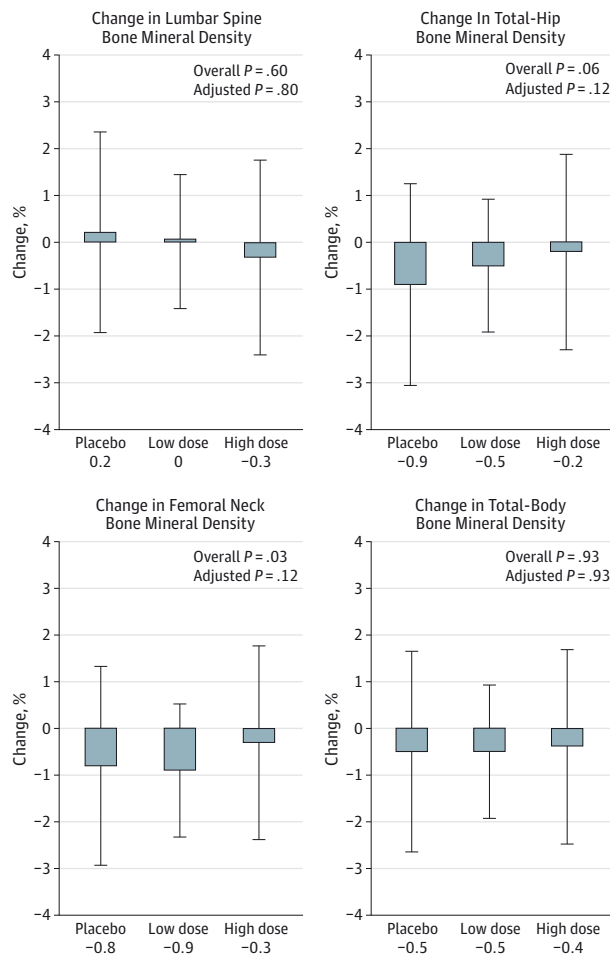 Change in Lumbar Spine
Bone Mineral Density
Overall P = .60
Adjusted P = .80
Change, %
4
3
2
1
0
−1
−2
−3
−4
Placebo Low dose High dose
0.2 0 −0.3
Change In Total-Hip
Bone Mineral Density
Overall P = .06
Adjusted P = .12
Change, %
4
3
2
1
0
−1
−2
−3
−4
Placebo Low dose High dose
−0.9 −0.5 −0.2
Change in Femoral Neck
Bone Mineral Density
Overall P = .03
Adjusted P = .12
Change, %
4
3
2
1
0
−1
−2
−3
−4
Placebo Low dose High dose
−0.8 −0.9 −0.3
Change in Total-Body
Bone Mineral Density
Overall P = .93
Adjusted P = .93
Change, %
4
3
2
1
0
−1
−2
−3
−4
Placebo Low dose High dose
−0.5 −0.5 −0.4